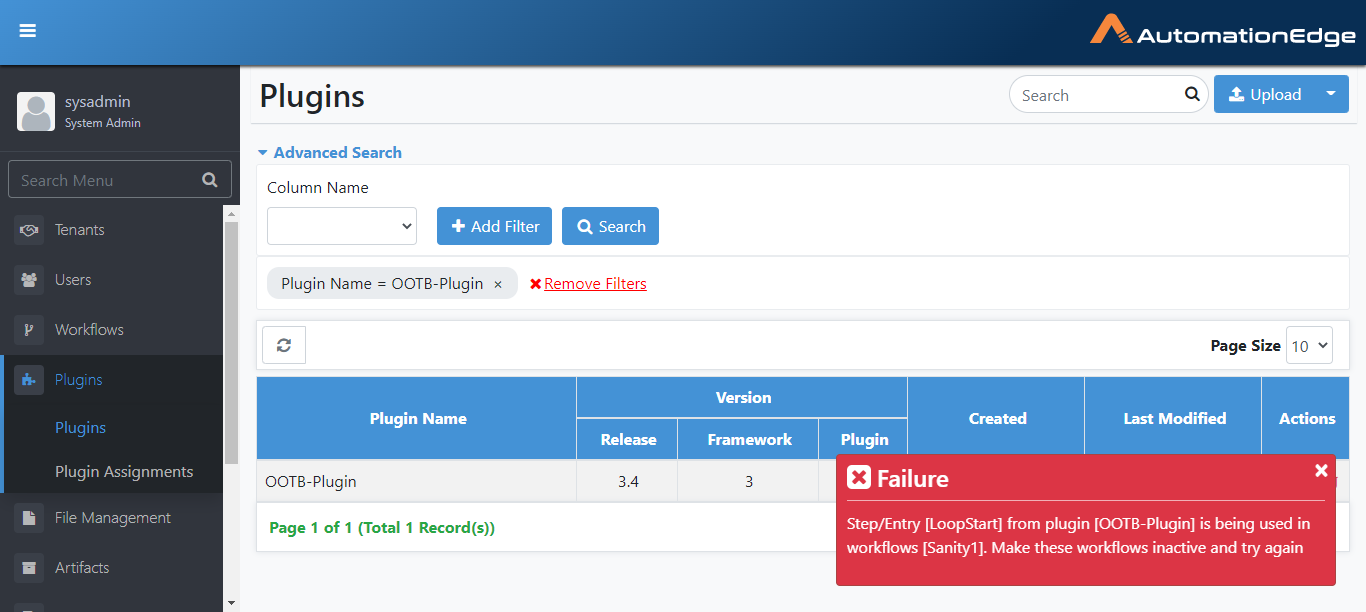 AutomationEdge
sysadmin
System Admin
Search Menu
Tenants
Users
Workflows
Plugins
Plugins
Plugin Assignments
File Management
Artifacts
Plugins
Search
Upload
Advanced Search
Column Name
Add Filter
Search
Plugin Name = OOTB-Plugin ×
Remove Filters
Page Size 10
Plugin Name Version Created Last Modified Actions
Release Framework Plugin
OOTB-Plugin 3.4 3
Page 1 of 1 (Total 1 Record(s))
Failure ×
Step/Entry [LoopStart] from plugin [OOTB-Plugin] is being used in
workflows [Sanity1]. Make these workflows inactive and try again